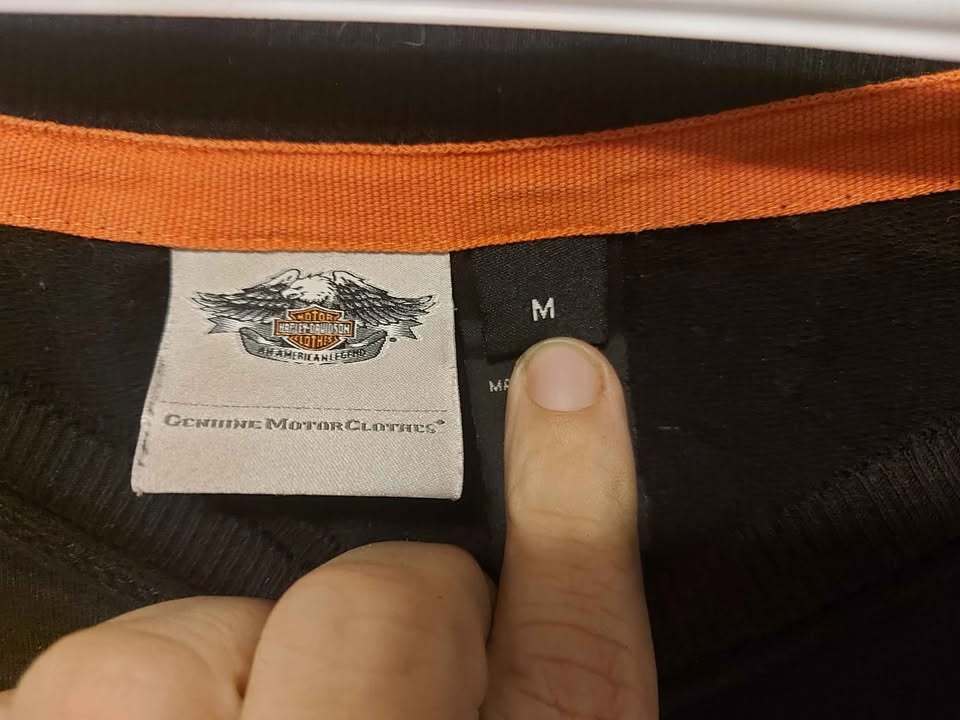 MOTOR
HARLEY-DAVIDSON
CLOTHES
AN AMERICAN LEGEND
GENUINE MOTORCLOTHES®
M